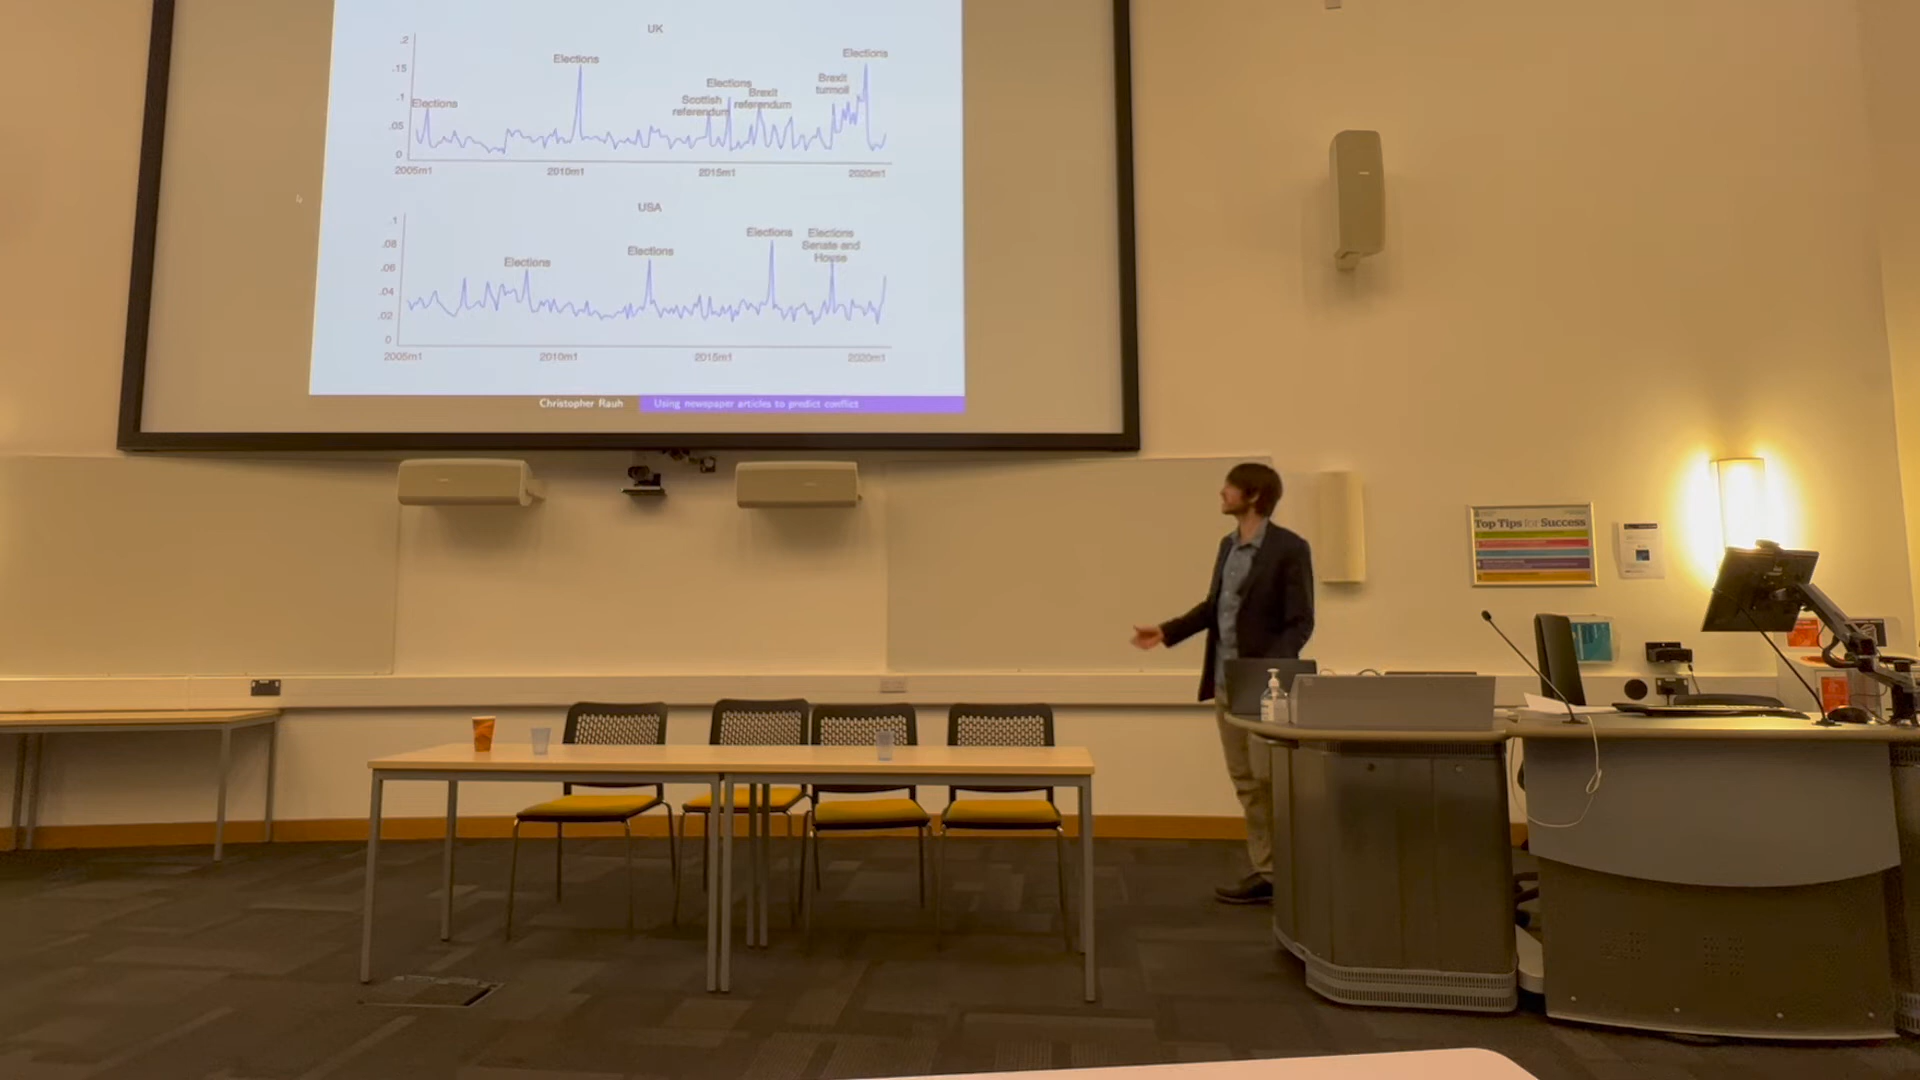 UK
.2
.15
.1
.05
0
Elections
Elections
Scottish
referendum
Elections
Brexit
referendum
Brexit
turmoil
Elections
2005m1
2010m1
2015m1
2020m1
USA
.1
.08
.06
.04
.02
0
Elections
Elections
Elections
Elections
Senate and
House
2005m1
2010m1
2015m1
2020m1
Christopher Rauh
Using newspaper articles to predict conflict
Top Tips for Success